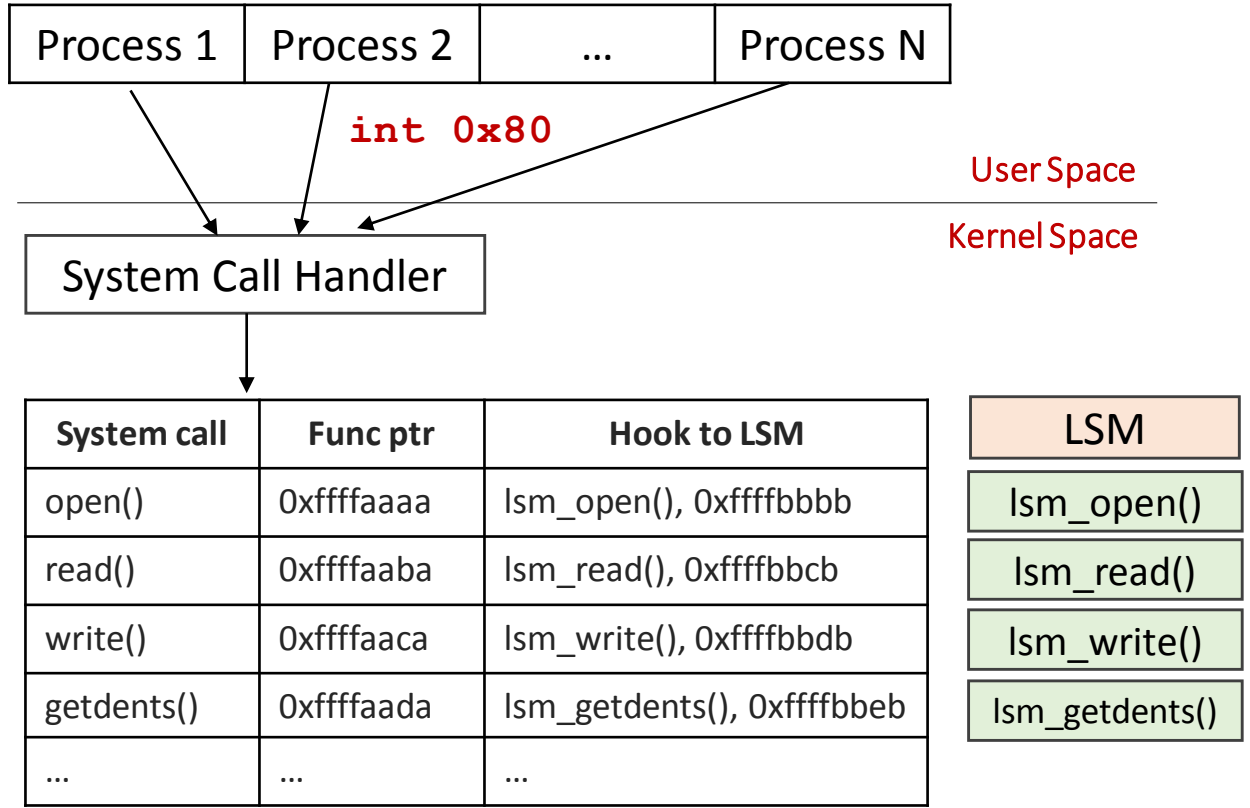 Process 1 Process 2 … Process N
int 0x80
User Space
Kernel Space
System Call Handler
System call Func ptr Hook to LSM
open() 0xffffaaaa lsm_open(), 0xffffbbbb
read() 0xffffaaba lsm_read(), 0xffffbbcb
write() 0xffffaaca lsm_write(), 0xffffbbdb
getdents() 0xffffaada lsm_getdents(), 0xffffbbeb
… … …
LSM
lsm_open()
lsm_read()
lsm_write()
lsm_getdents()